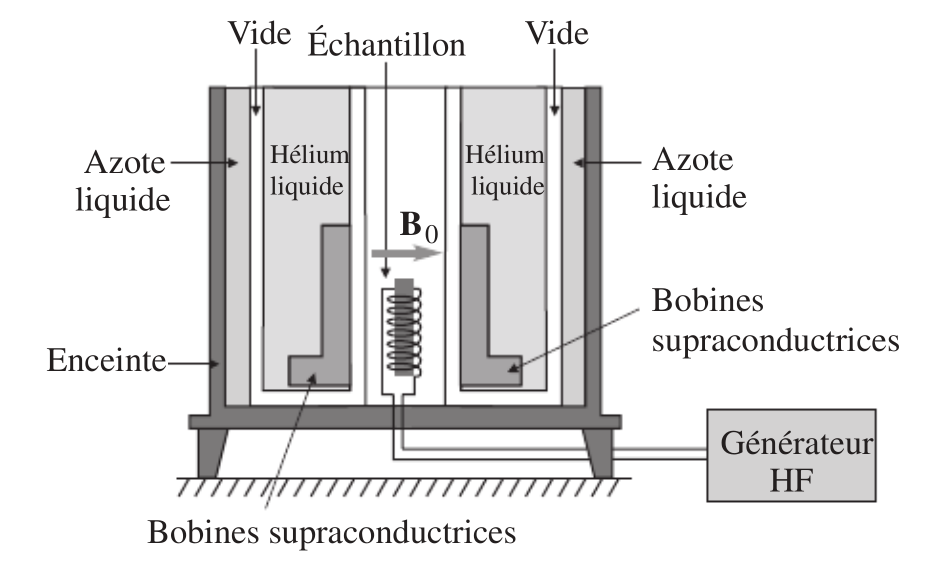 Vide
Échantillon
Vide
Azote
liquide
Hélium
liquide
Hélium
liquide
Azote
liquide
B0
Bobines
supraconductrices
Enceinte
Générateur
HF
Bobines supraconductrices